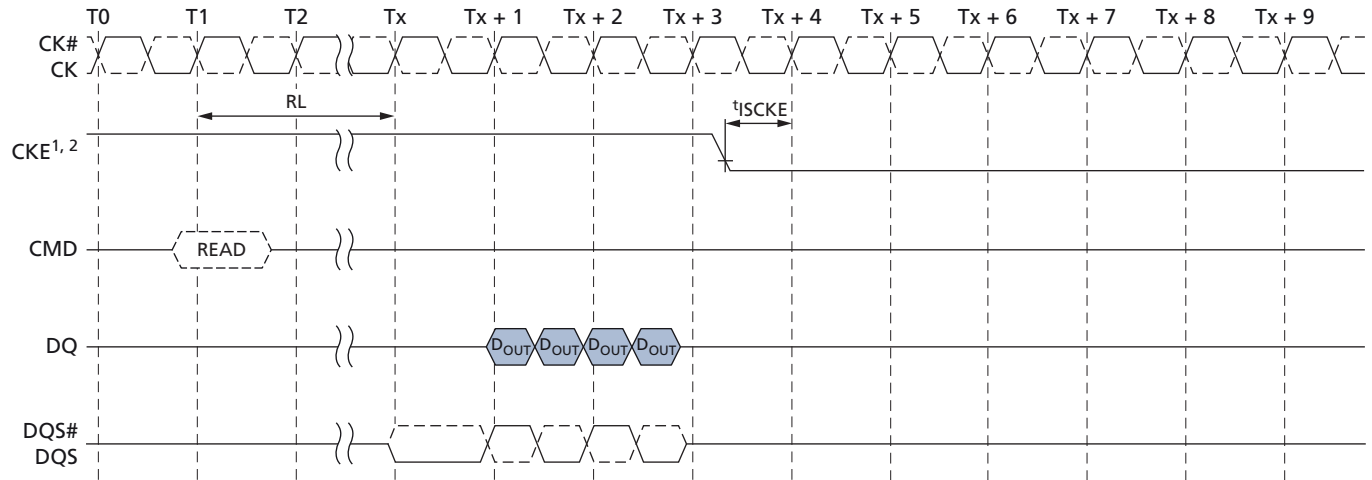 T0 T1 T2 Tx Tx + 1 Tx + 2 Tx + 3 Tx + 4 Tx + 5 Tx + 6 Tx + 7 Tx + 8 Tx + 9
CK#
CK
RL
tISCKE
CKE1, 2
CMD READ
DQ DOUT DOUT DOUT DOUT
DQS#
DQS